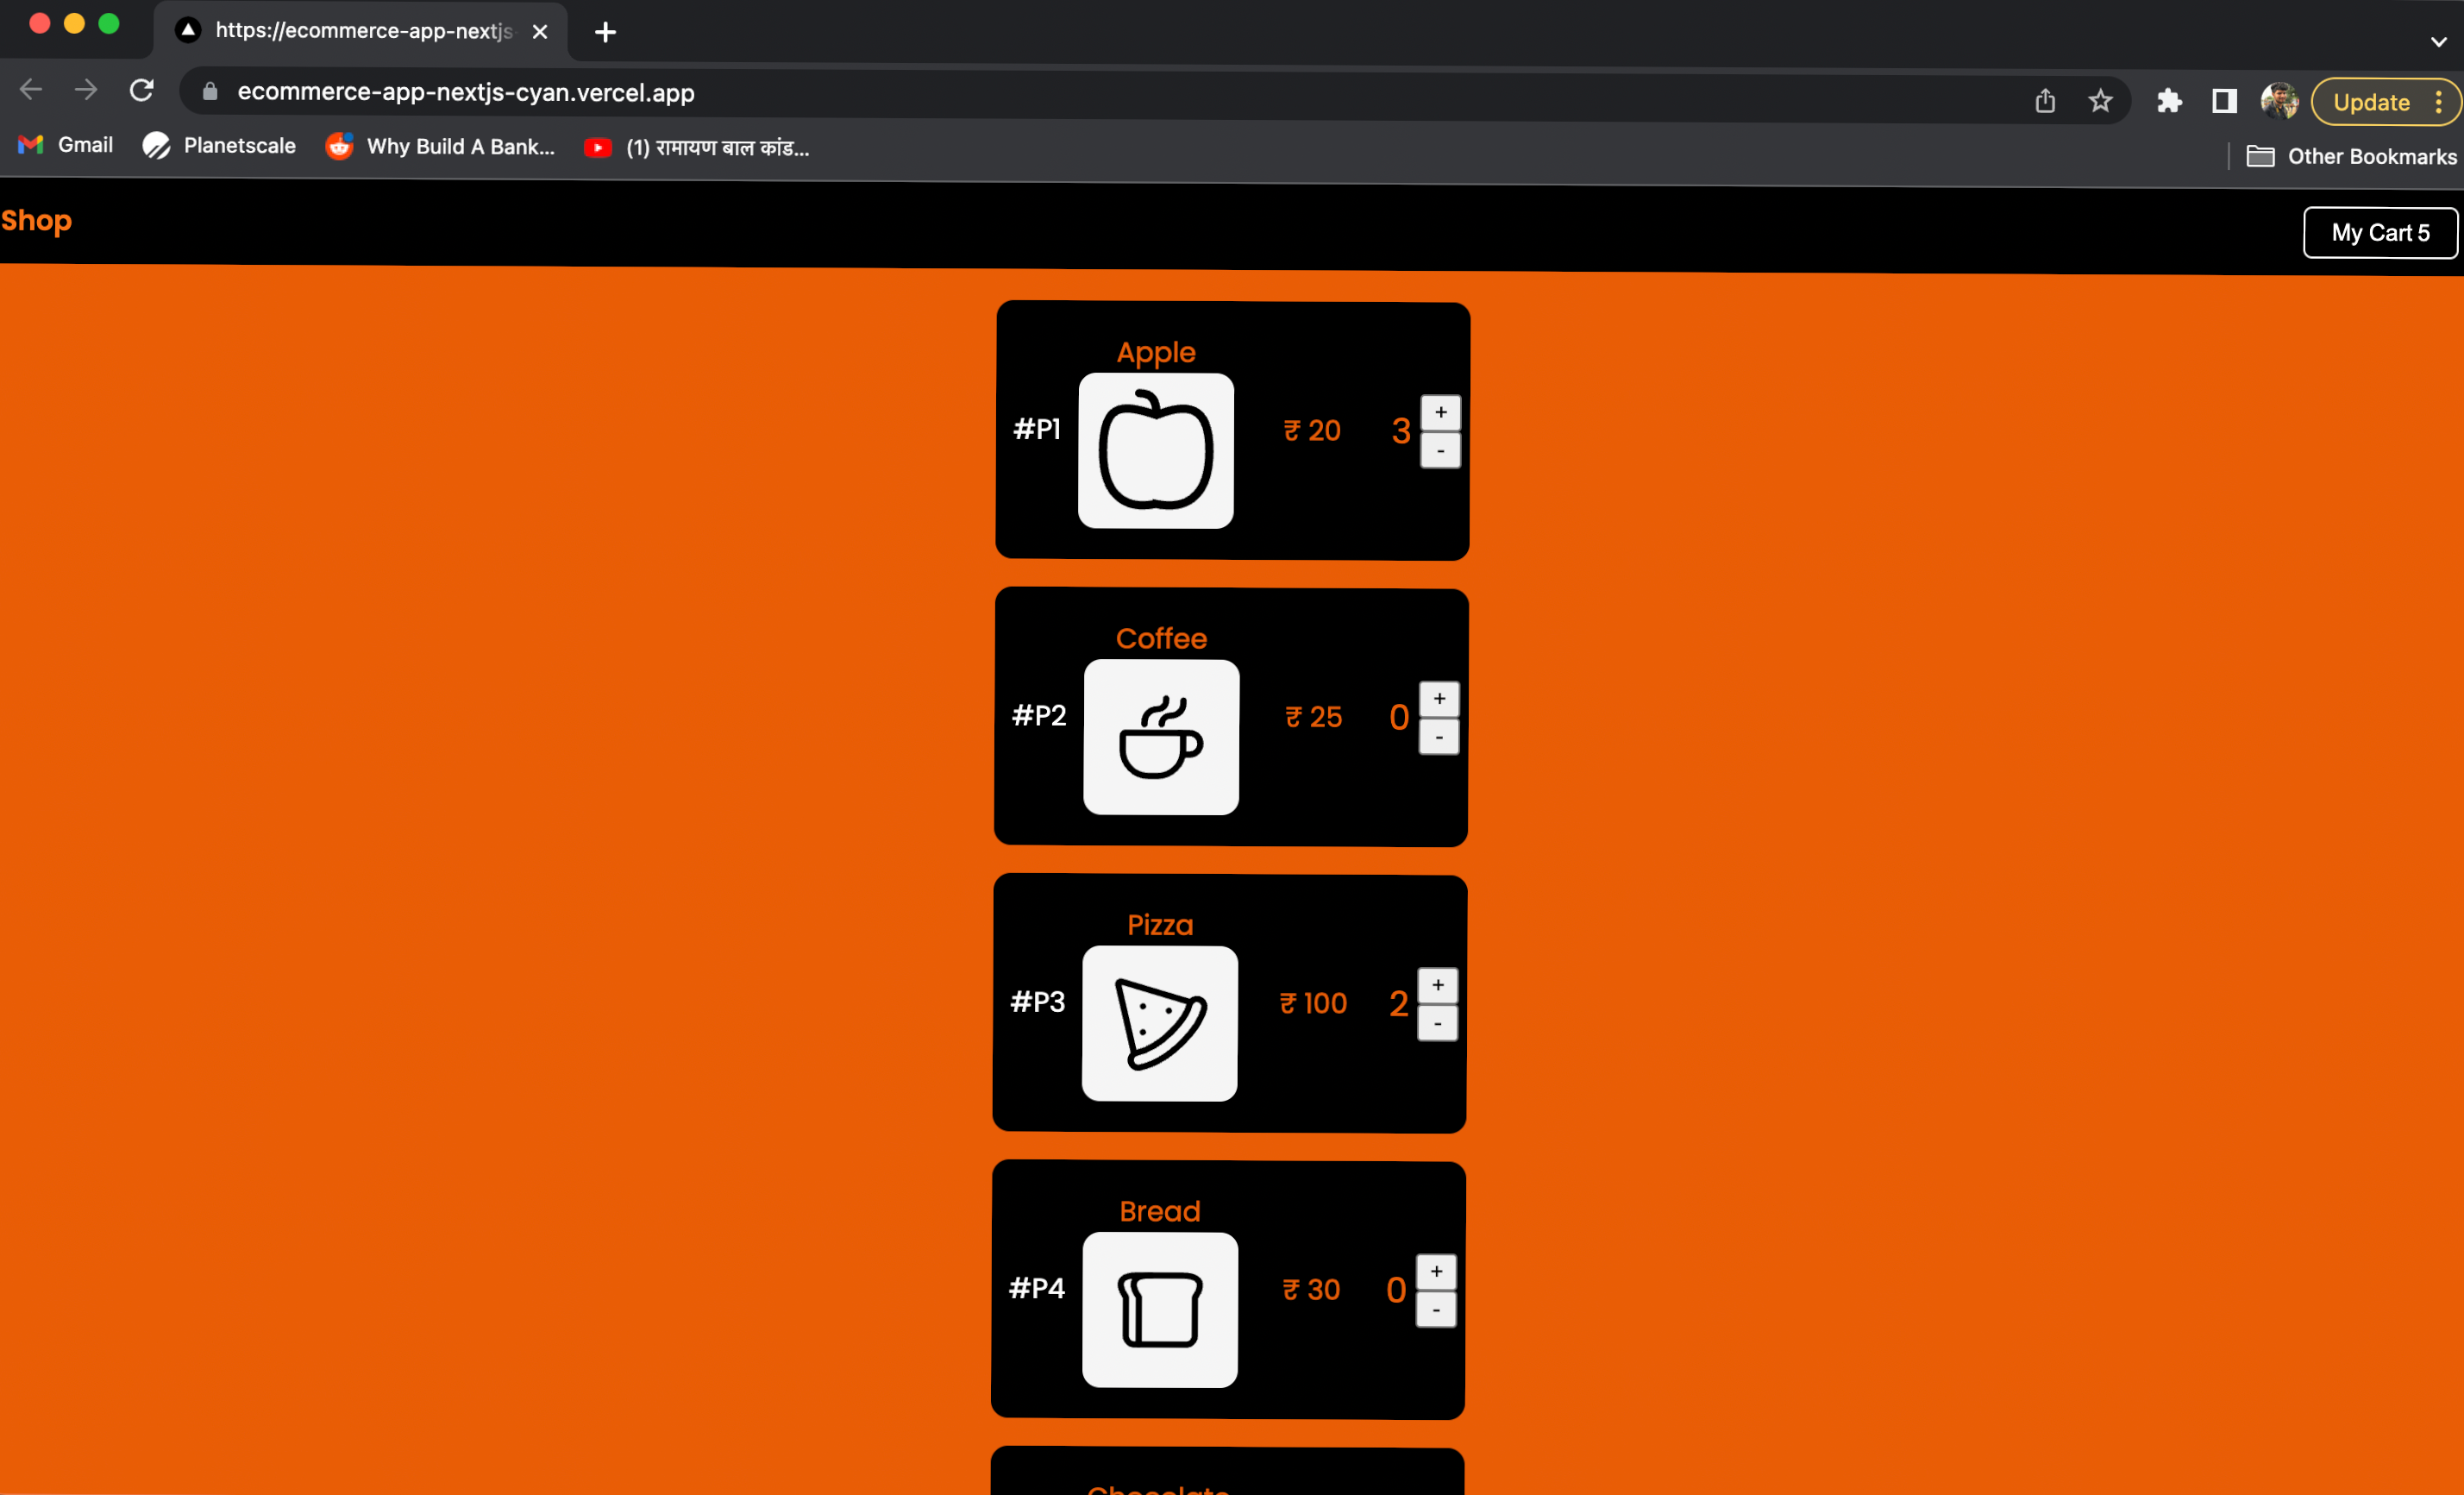 https://ecommerce-app-nextjs
ecommerce-app-nextjs-cyan.vercel.app
Update
Gmail
Planetscale
Why Build A Bank...
(1) रामायण बाल कांड...
Other Bookmarks
Shop
My Cart 5
Apple
#P1
₹ 20
3
+
-
Coffee
#P2
₹ 25
0
+
-
Pizza
#P3
₹ 100
2
+
-
Bread
#P4
₹ 30
0
+
-
Chocolate